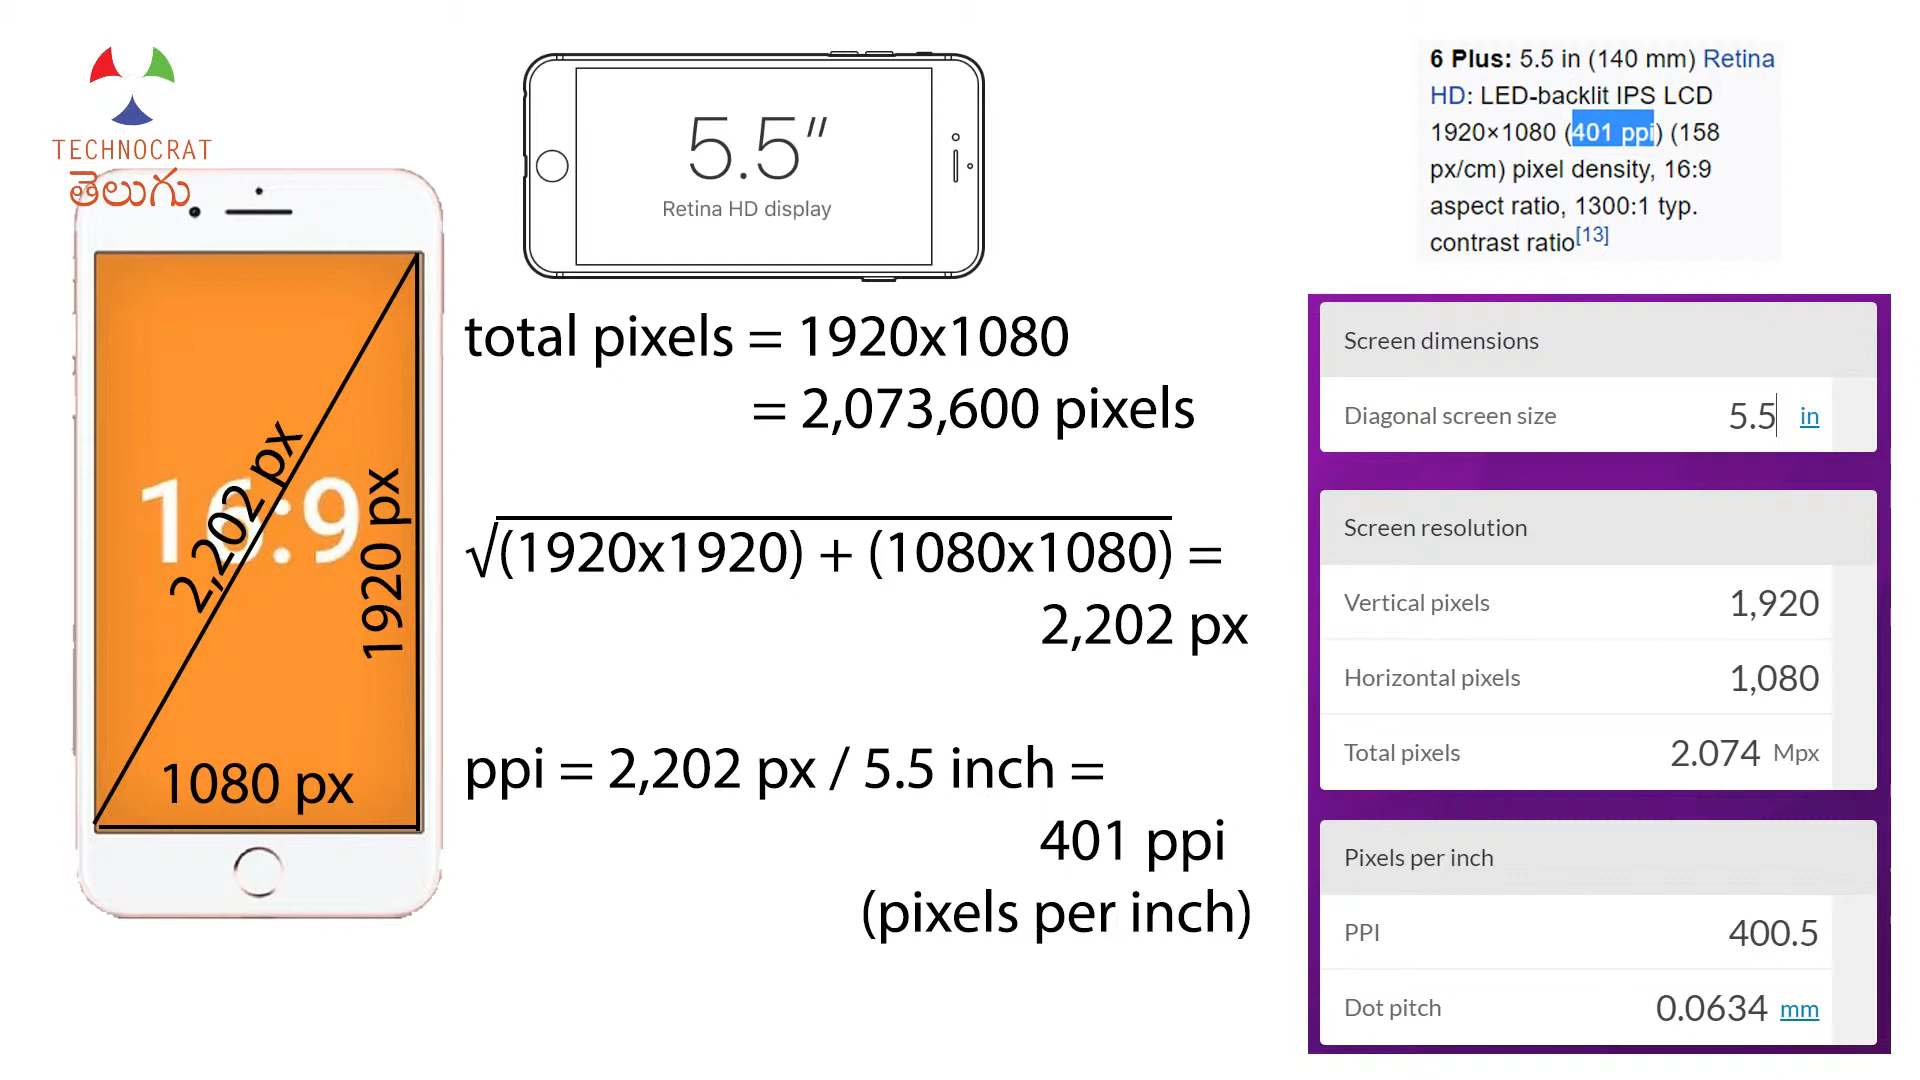 TECHNOCRAT
తెలుగు
16:9
2,202 px
1920 px
1080 px
5.5″
Retina HD display
total pixels = 1920x1080
= 2,073,600 pixels
√(1920x1920) + (1080x1080) =
2,202 px
ppi = 2,202 px / 5.5 inch =
401 ppi
(pixels per inch)
6 Plus: 5.5 in (140 mm) Retina
HD: LED-backlit IPS LCD
1920×1080 (401 ppi) (158
px/cm) pixel density, 16:9
aspect ratio, 1300:1 typ.
contrast ratio[13]
Screen dimensions
Diagonal screen size 5.5 in
Screen resolution
Vertical pixels 1,920
Horizontal pixels 1,080
Total pixels 2.074 Mpx
Pixels per inch
PPI 400.5
Dot pitch 0.0634 mm